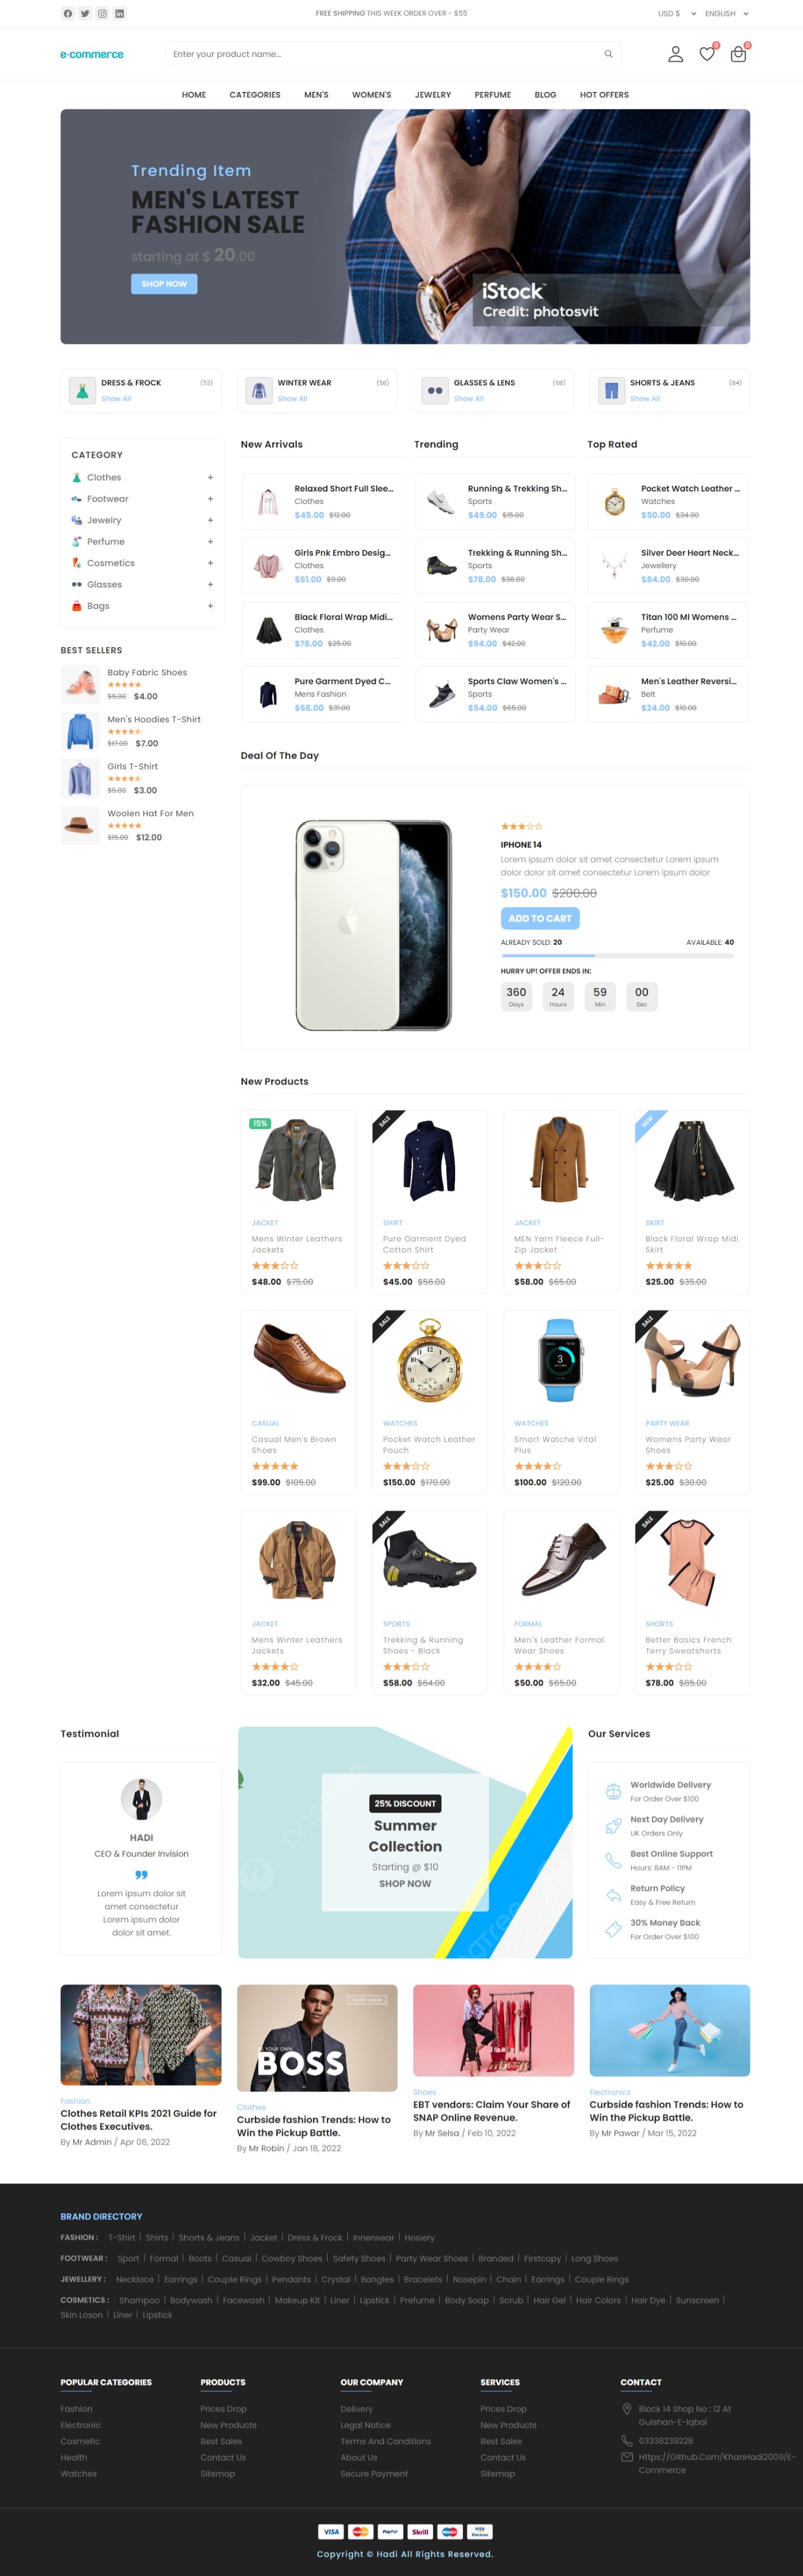 FREE SHIPPING THIS WEEK ORDER OVER - $55
USD $
ENGLISH
e-commerce
Enter your product name...
0
0
HOME
CATEGORIES
MEN'S
WOMEN'S
JEWELRY
PERFUME
BLOG
HOT OFFERS
Trending Item
MEN'S LATEST
FASHION SALE
starting at $ 20.00
SHOP NOW
iStock™
Credit: photosvit
DRESS & FROCK (53)
Show All
WINTER WEAR (58)
Show All
GLASSES & LENS (68)
Show All
SHORTS & JEANS (84)
Show All
CATEGORY
Clothes +
Footwear +
Jewelry +
Perfume +
Cosmetics +
Glasses +
Bags +
BEST SELLERS
Baby Fabric Shoes
$5.00 $4.00
Men's Hoodies T-Shirt
$17.00 $7.00
Girls T-Shirt
$5.00 $3.00
Woolen Hat For Men
$15.00 $12.00
New Arrivals
Relaxed Short Full Slee...
Clothes
$45.00 $12.00
Girls Pnk Embro Desig...
Clothes
$61.00 $9.00
Black Floral Wrap Midi...
Clothes
$76.00 $25.00
Pure Garment Dyed C...
Mens Fashion
$68.00 $31.00
Trending
Running & Trekking Sh...
Sports
$49.00 $15.00
Trekking & Running Sh...
Sports
$78.00 $36.00
Womens Party Wear S...
Party Wear
$94.00 $42.00
Sports Claw Women's ...
Sports
$54.00 $65.00
Top Rated
Pocket Watch Leather ...
Watches
$50.00 $34.00
Silver Deer Heart Neck...
Jewellery
$84.00 $30.00
Titan 100 Ml Womens ...
Perfume
$42.00 $10.00
Men's Leather Reversi...
Belt
$24.00 $10.00
Deal Of The Day
IPHONE 14
Lorem ipsum dolor sit amet consectetur Lorem ipsum
dolor dolor sit amet consectetur Lorem ipsum dolor
$150.00 $200.00
ADD TO CART
ALREADY SOLD: 20
AVAILABLE: 40
HURRY UP! OFFER ENDS IN:
360 24 59 00
Days Hours Min Sec
New Products
15%
JACKET
Mens Winter Leathers
Jackets
$48.00 $75.00
SALE
SHIRT
Pure Garment Dyed
Cotton Shirt
$45.00 $56.00
JACKET
MEN Yarn Fleece Full-
Zip Jacket
$58.00 $65.00
NEW
SKIRT
Black Floral Wrap Midi
Skirt
$25.00 $35.00
CASUAL
Casual Men's Brown
Shoes
$99.00 $105.00
SALE
WATCHES
Pocket Watch Leather
Pouch
$150.00 $170.00
WATCHES
Smart Watche Vital
Plus
$100.00 $120.00
SALE
PARTY WEAR
Womens Party Wear
Shoes
$25.00 $30.00
JACKET
Mens Winter Leathers
Jackets
$32.00 $45.00
SALE
SPORTS
Trekking & Running
Shoes - Black
$58.00 $64.00
FORMAL
Men's Leather Formal
Wear Shoes
$50.00 $65.00
SALE
SHORTS
Better Basics French
Terry Sweatshorts
$78.00 $85.00
Testimonial
HADI
CEO & Founder Invision
Lorem ipsum dolor sit
amet consectetur
Lorem ipsum dolor
dolor sit amet.
25% DISCOUNT
Summer
Collection
Starting @ $10
SHOP NOW
Our Services
Worldwide Delivery
For Order Over $100
Next Day Delivery
UK Orders Only
Best Online Support
Hours: 8AM - 11PM
Return Policy
Easy & Free Return
30% Money Back
For Order Over $100
Fashion
Clothes Retail KPIs 2021 Guide for
Clothes Executives.
By Mr Admin / Apr 06, 2022
BOSS
Clothes
Curbside fashion Trends: How to
Win the Pickup Battle.
By Mr Robin / Jan 18, 2022
Shoes
EBT vendors: Claim Your Share of
SNAP Online Revenue.
By Mr Selsa / Feb 10, 2022
Electronics
Curbside fashion Trends: How to
Win the Pickup Battle.
By Mr Pawar / Mar 15, 2022
BRAND DIRECTORY
FASHION : T-Shirt | Shirts | Shorts & Jeans | Jacket | Dress & Frock | Innerwear | Hosiery
FOOTWEAR : Sport | Formal | Boots | Casual | Cowboy Shoes | Safety Shoes | Party Wear Shoes | Branded | Firstcopy | Long Shoes
JEWELLERY : Necklace | Earrings | Couple Rings | Pendants | Crystal | Bangles | Bracelets | Nosepin | Chain | Earrings | Couple Rings
COSMETICS : Shampoo | Bodywash | Facewash | Makeup Kit | Liner | Lipstick | Prefume | Body Soap | Scrub | Hair Gel | Hair Colors | Hair Dye | Sunscreen |
Skin Loson | Liner | Lipstick
POPULAR CATEGORIES
Fashion
Electronic
Cosmetic
Health
Watches
PRODUCTS
Prices Drop
New Products
Best Sales
Contact Us
Sitemap
OUR COMPANY
Delivery
Legal Notice
Terms And Conditions
About Us
Secure Payment
SERVICES
Prices Drop
New Products
Best Sales
Contact Us
Sitemap
CONTACT
Block 14 Shop No : 12 At
Gulshan-E-Iqbal
03338239228
Https://Github.Com/KhanHadi2009/E-
Commerce
VISA
PayPal
Skrill
VISA
Electron
Copyright © Hadi All Rights Reserved.